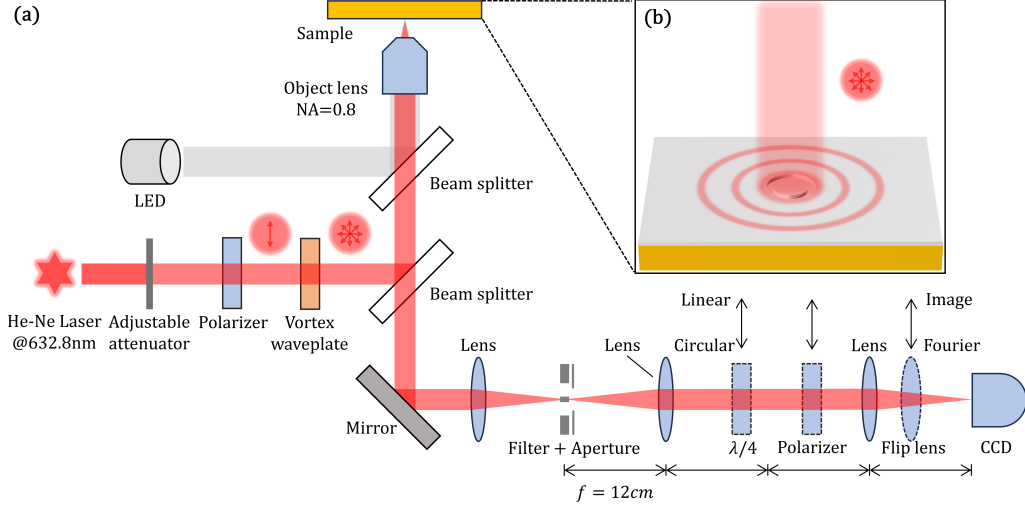 (a)
Sample
Object lens
NA=0.8
LED
Beam splitter
Beam splitter
He-Ne Laser
@632.8nm
Adjustable
attenuator
Polarizer
Vortex
waveplate
Mirror
Lens
Filter + Aperture
Lens
Circular
Linear
λ/4
Polarizer
Lens
Image
Fourier
Flip lens
CCD
f = 12cm
(b)